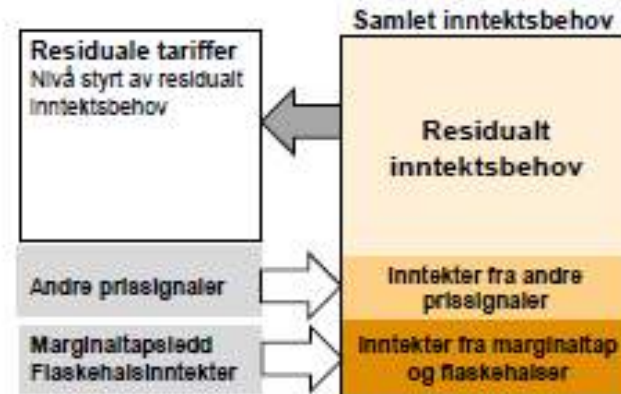 Samlet inntektsbehov
Residuale tariffer
Nivå styrt av residualt
inntektsbehov
Residualt
inntektsbehov
Andre prissignaler
Inntekter fra andre
prissignaler
Marginaltapsledd
Flaskehalsinntekter
Inntekter fra marginaltap
og flaskehalser